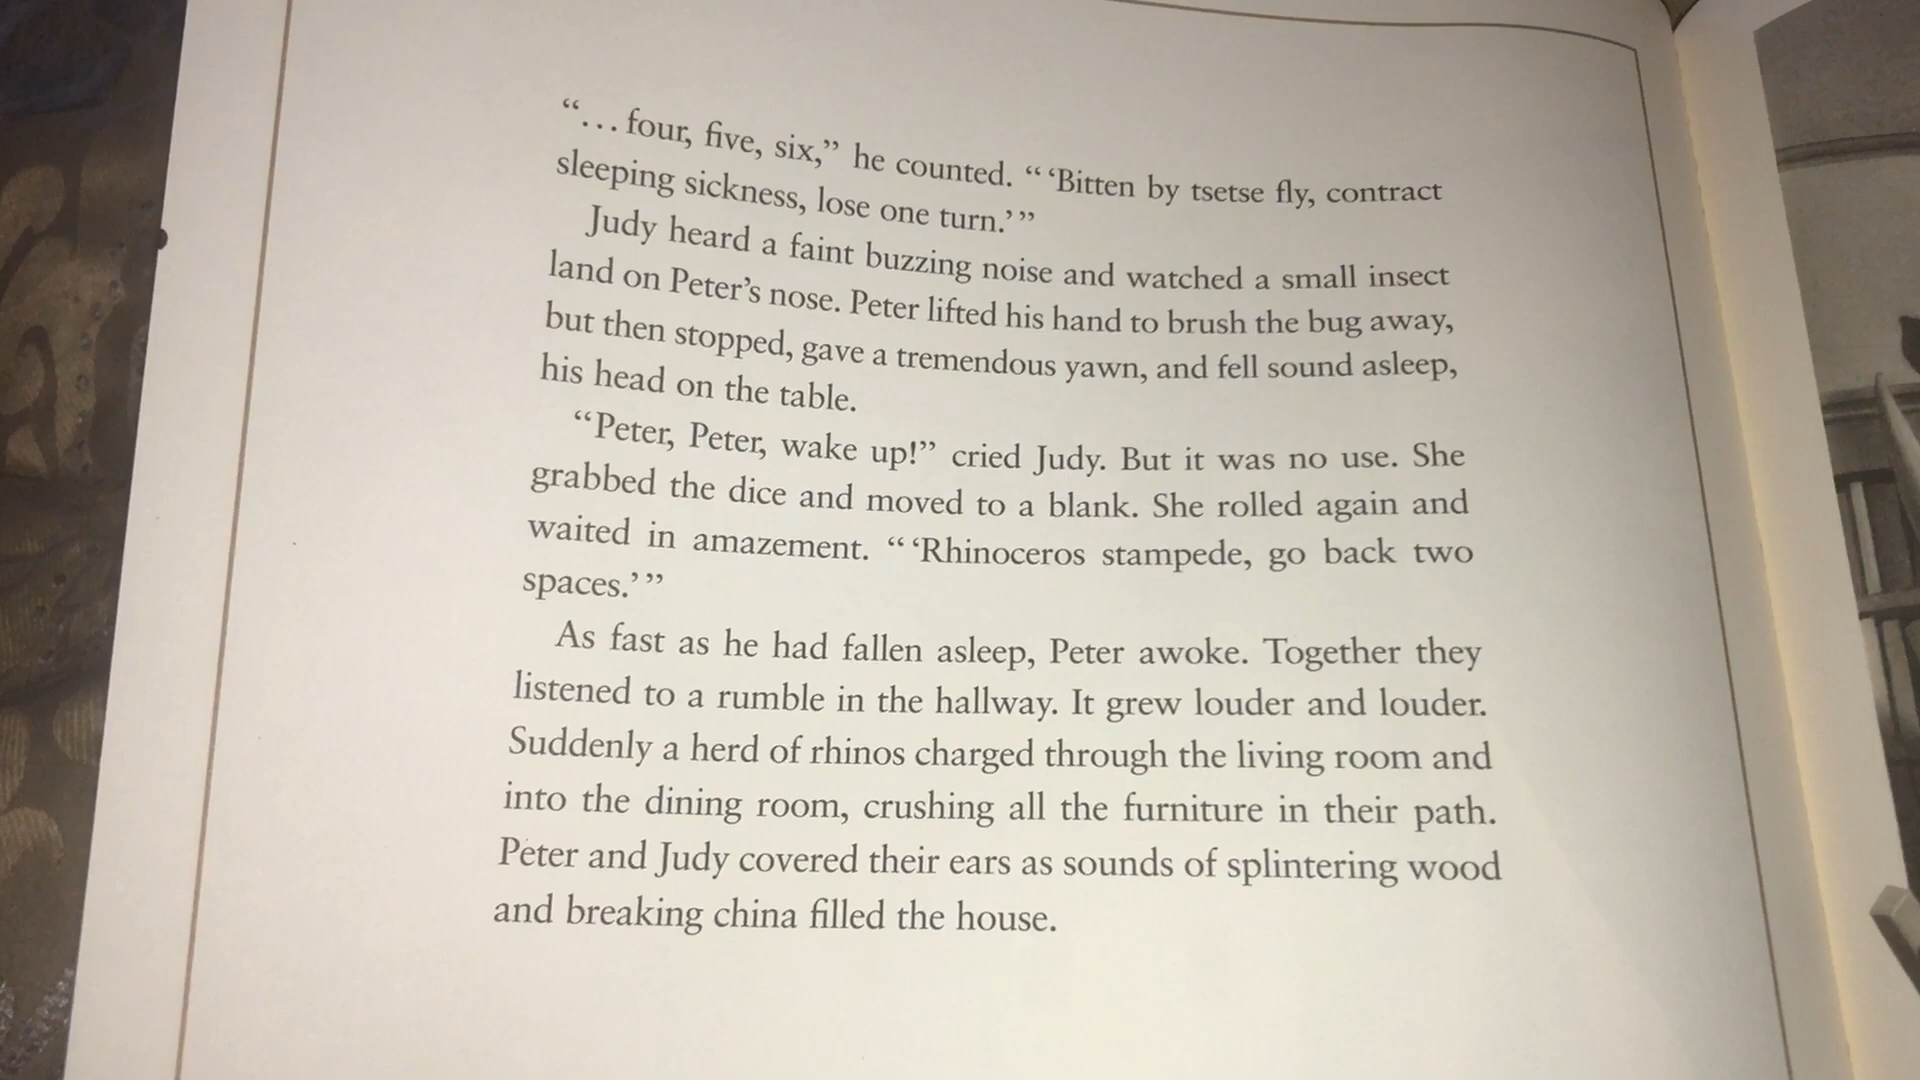 “... four, five, six,” he counted. “ ‘Bitten by tsetse fly, contract
sleeping sickness, lose one turn.’ ”
Judy heard a faint buzzing noise and watched a small insect
land on Peter’s nose. Peter lifted his hand to brush the bug away,
but then stopped, gave a tremendous yawn, and fell sound asleep,
his head on the table.
“Peter, Peter, wake up!” cried Judy. But it was no use. She
grabbed the dice and moved to a blank. She rolled again and
waited in amazement. “ ‘Rhinoceros stampede, go back two
spaces.’ ”
As fast as he had fallen asleep, Peter awoke. Together they
listened to a rumble in the hallway. It grew louder and louder.
Suddenly a herd of rhinos charged through the living room and
into the dining room, crushing all the furniture in their path.
Peter and Judy covered their ears as sounds of splintering wood
and breaking china filled the house.